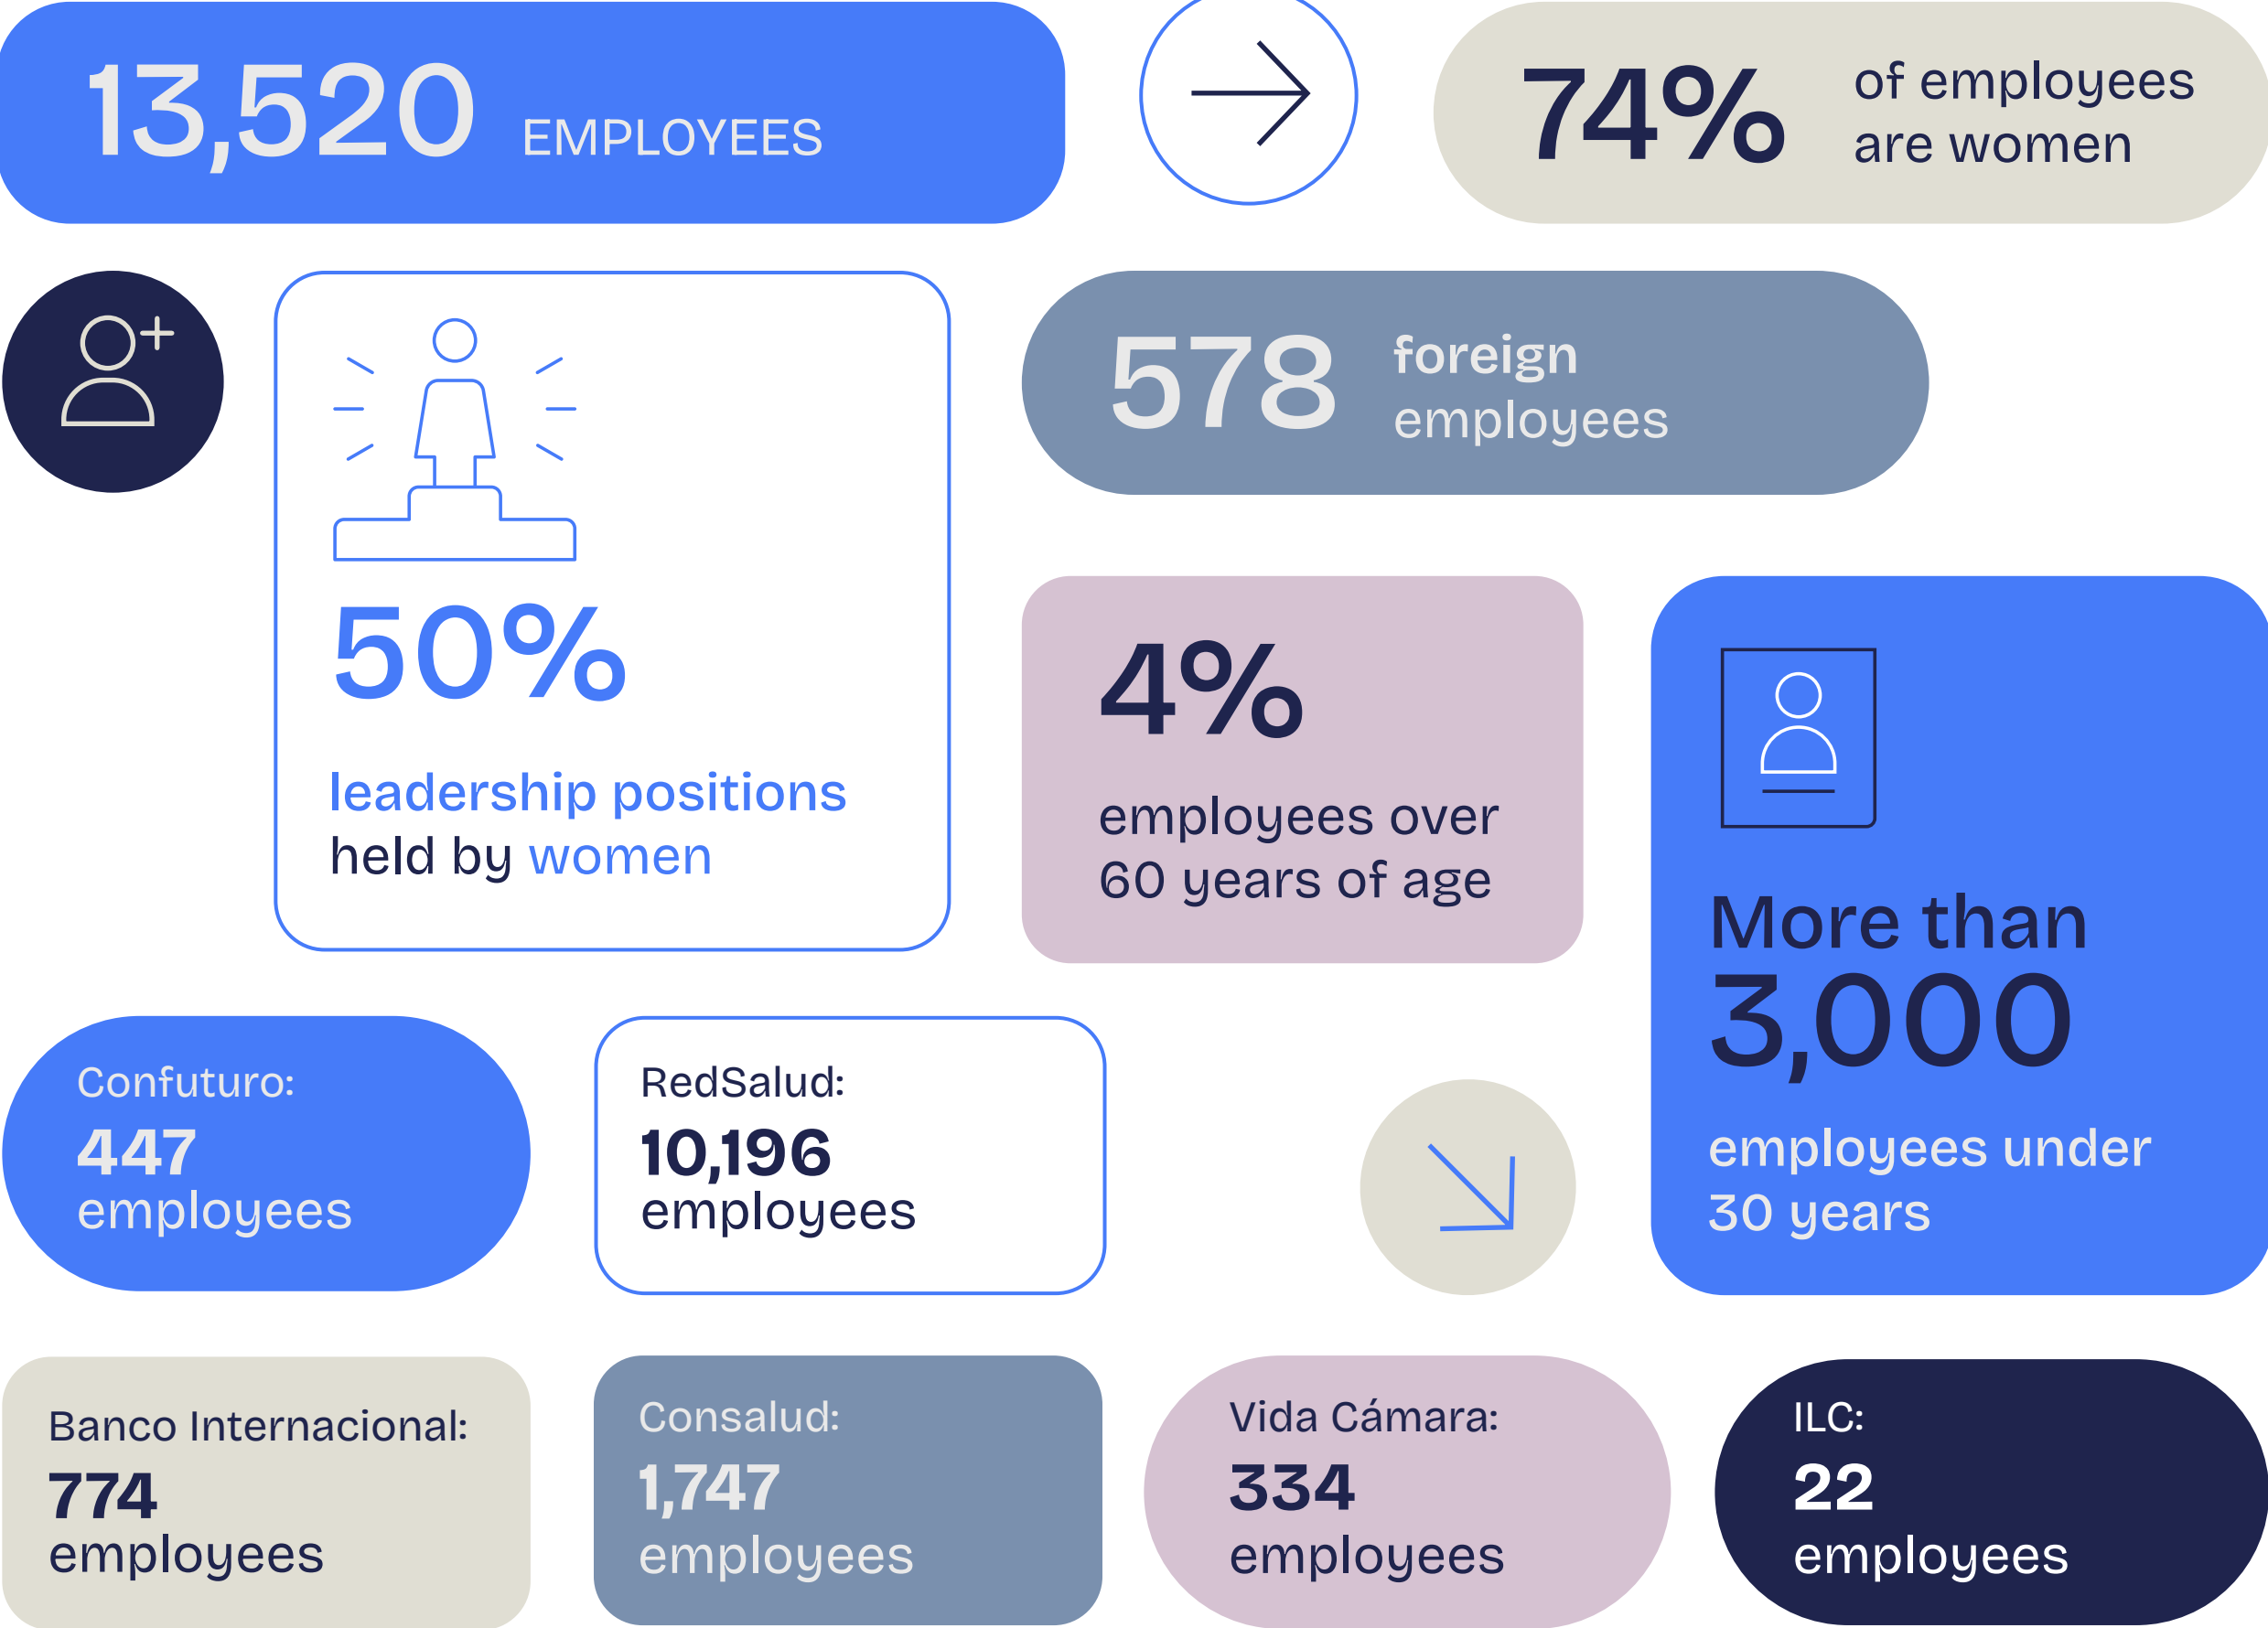 13,520 EMPLOYEES
74%
of employees
are women
50%
leadership positions
held by women
578
foreign
employees
4%
employees over
60 years of age
More than
3,000
employees under
30 years
Confuturo:
447
employees
RedSalud:
10,196
employees
Banco Internacional:
774
employees
Consalud:
1,747
employees
Vida Cámara:
334
employees
ILC:
22
employees